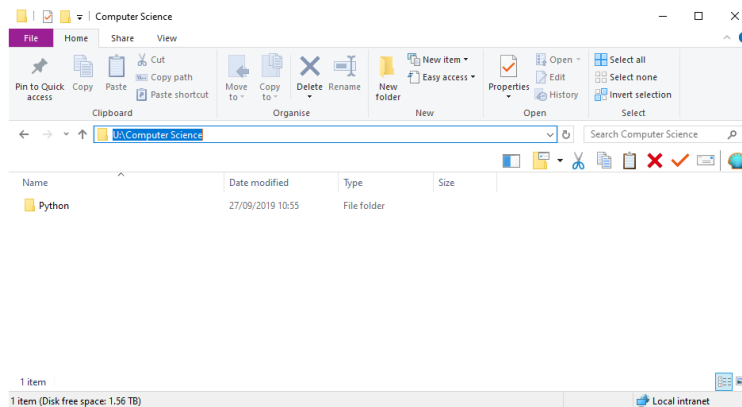 Computer Science
File Home Share View
Pin to Quick access
Copy
Paste
Cut
Copy path
Paste shortcut
Move to
Copy to
Delete
Rename
New folder
New item
Easy access
Properties
Open
Edit
History
Select all
Select none
Invert selection
Clipboard Organise New Open Select
U:\Computer Science
Search Computer Science
Name Date modified Type Size
Python 27/09/2019 10:55 File folder
1 item
1 item (Disk free space: 1.56 TB) Local intranet